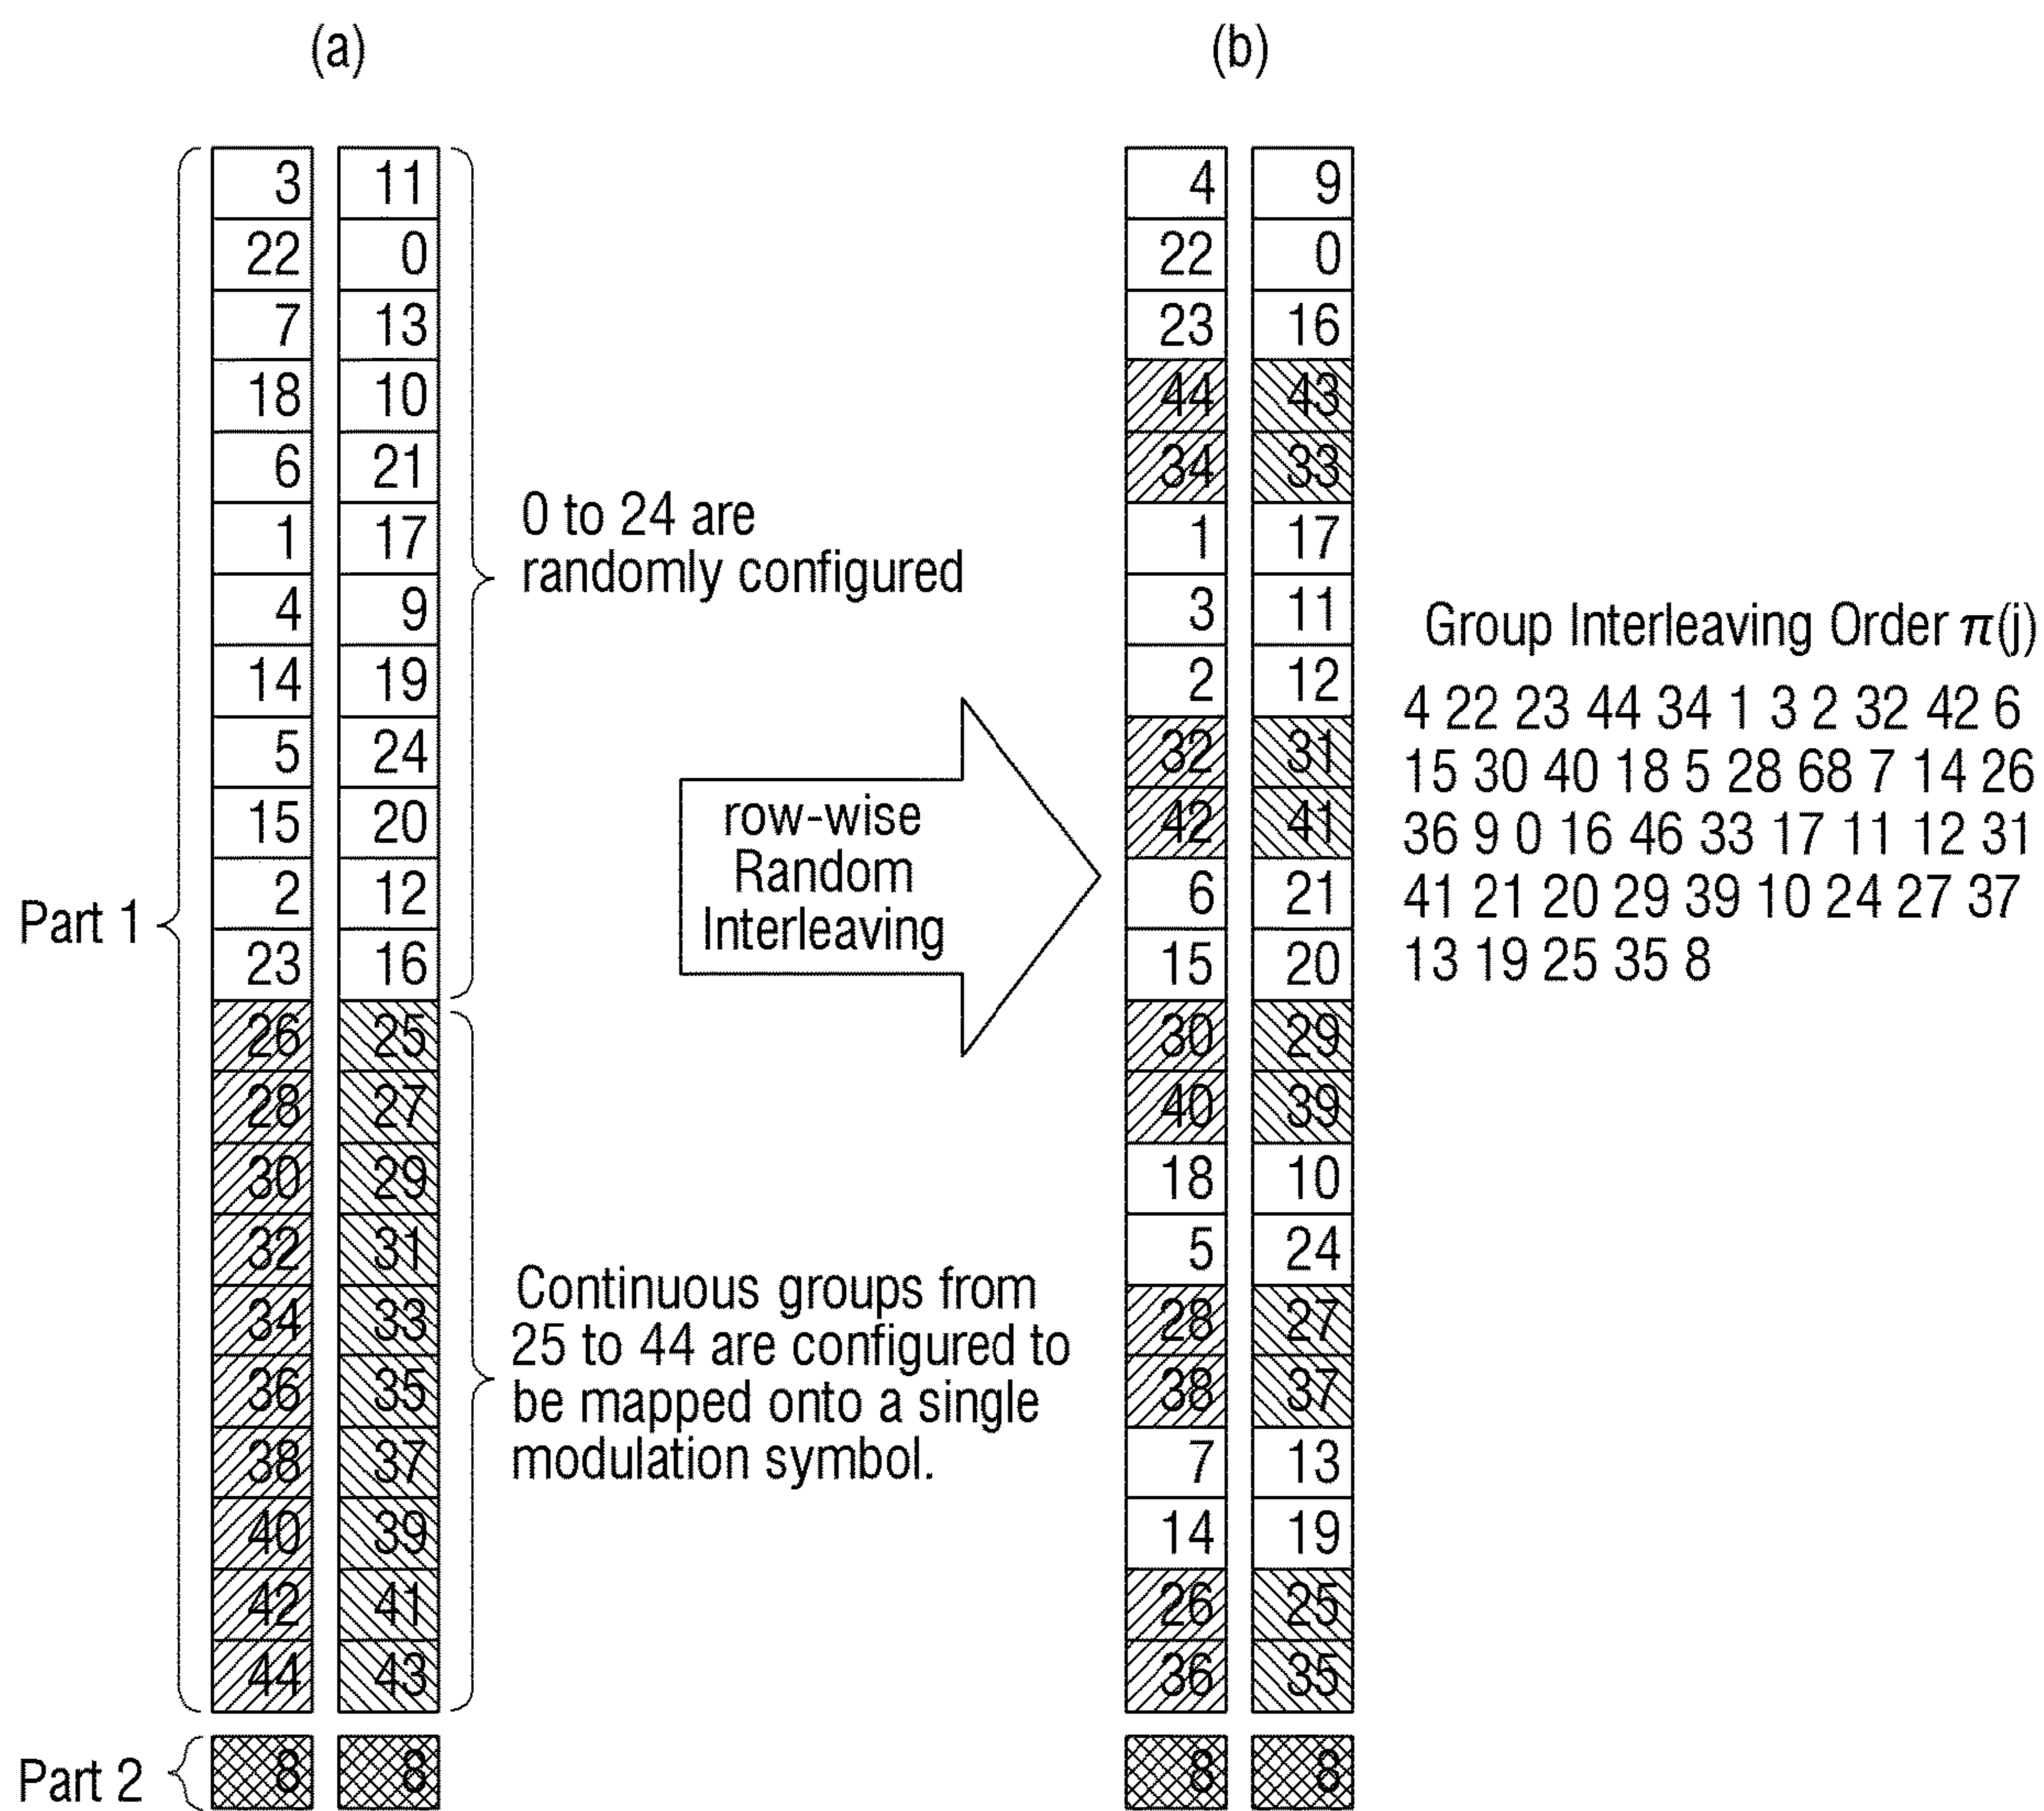 (a)
(b)
3 11
22 0
7 13
18 10
6 21
1 17
4 9
14 19
5 24
15 20
2 12
23 16
26 25
28 27
30 29
32 31
34 33
36 35
38 37
40 39
42 41
44 43
8 8
Part 1
Part 2
0 to 24 are
randomly configured
Continuous groups from
25 to 44 are configured to
be mapped onto a single
modulation symbol.
row-wise
Random
Interleaving
4 9
22 0
23 16
44 43
34 33
1 17
3 11
2 12
32 31
42 41
6 21
15 20
30 29
40 39
18 10
5 24
28 27
38 37
7 13
14 19
26 25
36 35
8 8
Group Interleaving Order π(j)
4 22 23 44 34 1 3 2 32 42 6
15 30 40 18 5 28 68 7 14 26
36 9 0 16 46 33 17 11 12 31
41 21 20 29 39 10 24 27 37
13 19 25 35 8